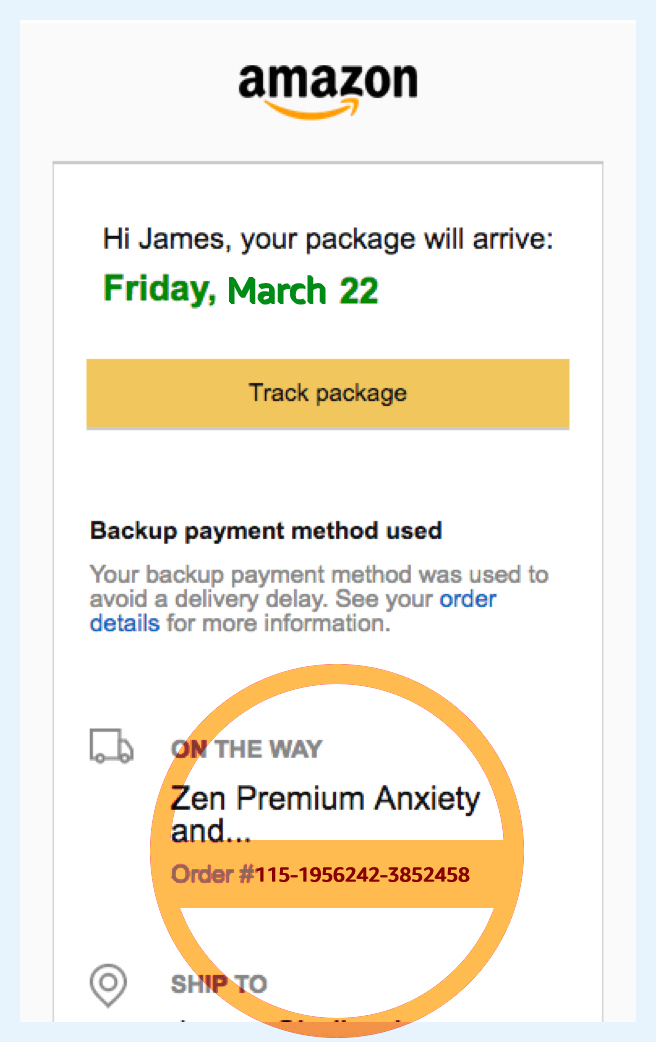 amazon
Hi James, your package will arrive:
Friday, March 22
Track package
Backup payment method used
Your backup payment method was used to
avoid a delivery delay. See your order
details for more information.
ON THE WAY
Zen Premium Anxiety
and...
Order #115-1956242-3852458
SHIP TO